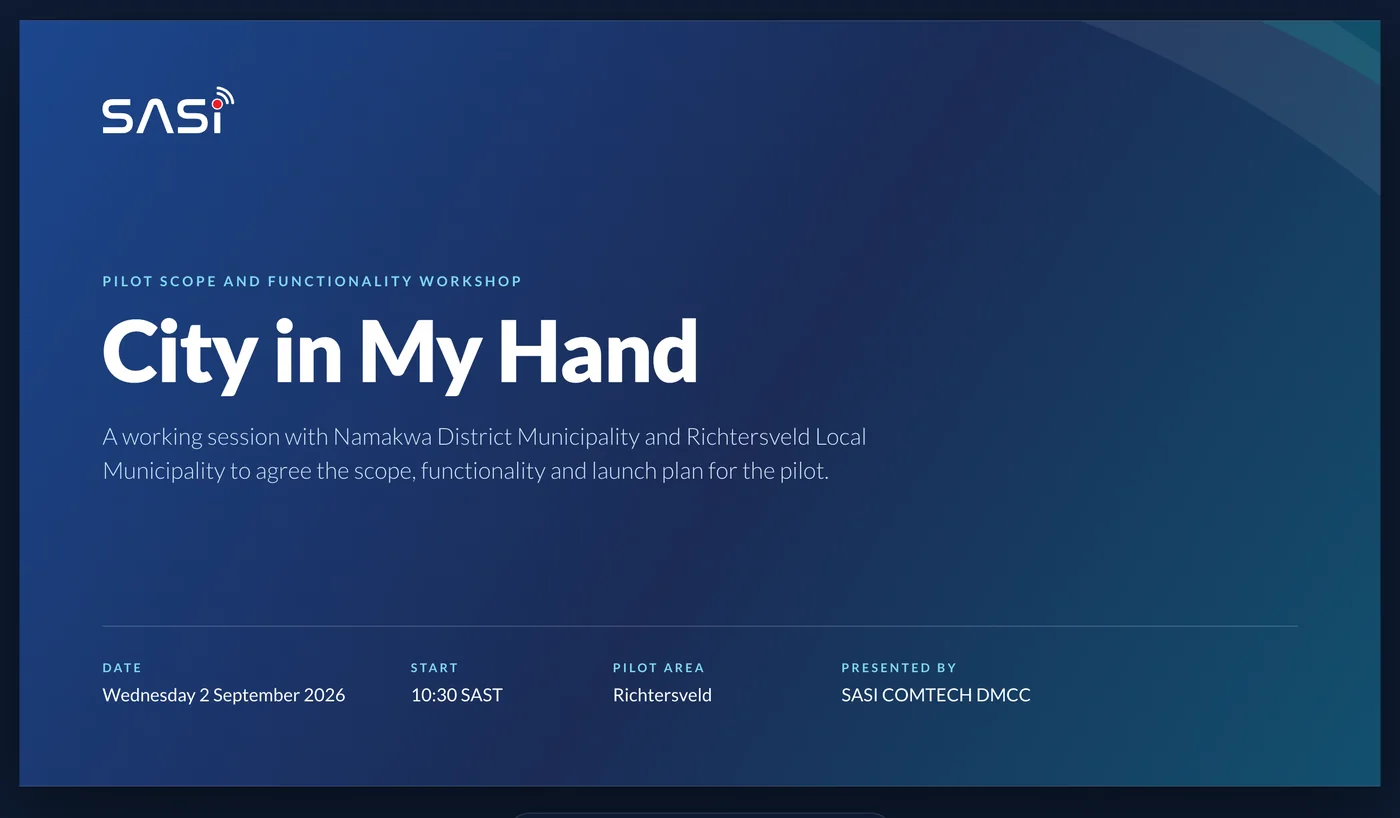 SASi
PILOT SCOPE AND FUNCTIONALITY WORKSHOP
City in My Hand
A working session with Namakwa District Municipality and Richtersveld Local
Municipality to agree the scope, functionality and launch plan for the pilot.
DATE
Wednesday 2 September 2026
START
10:30 SAST
PILOT AREA
Richtersveld
PRESENTED BY
SASI COMTECH DMCC